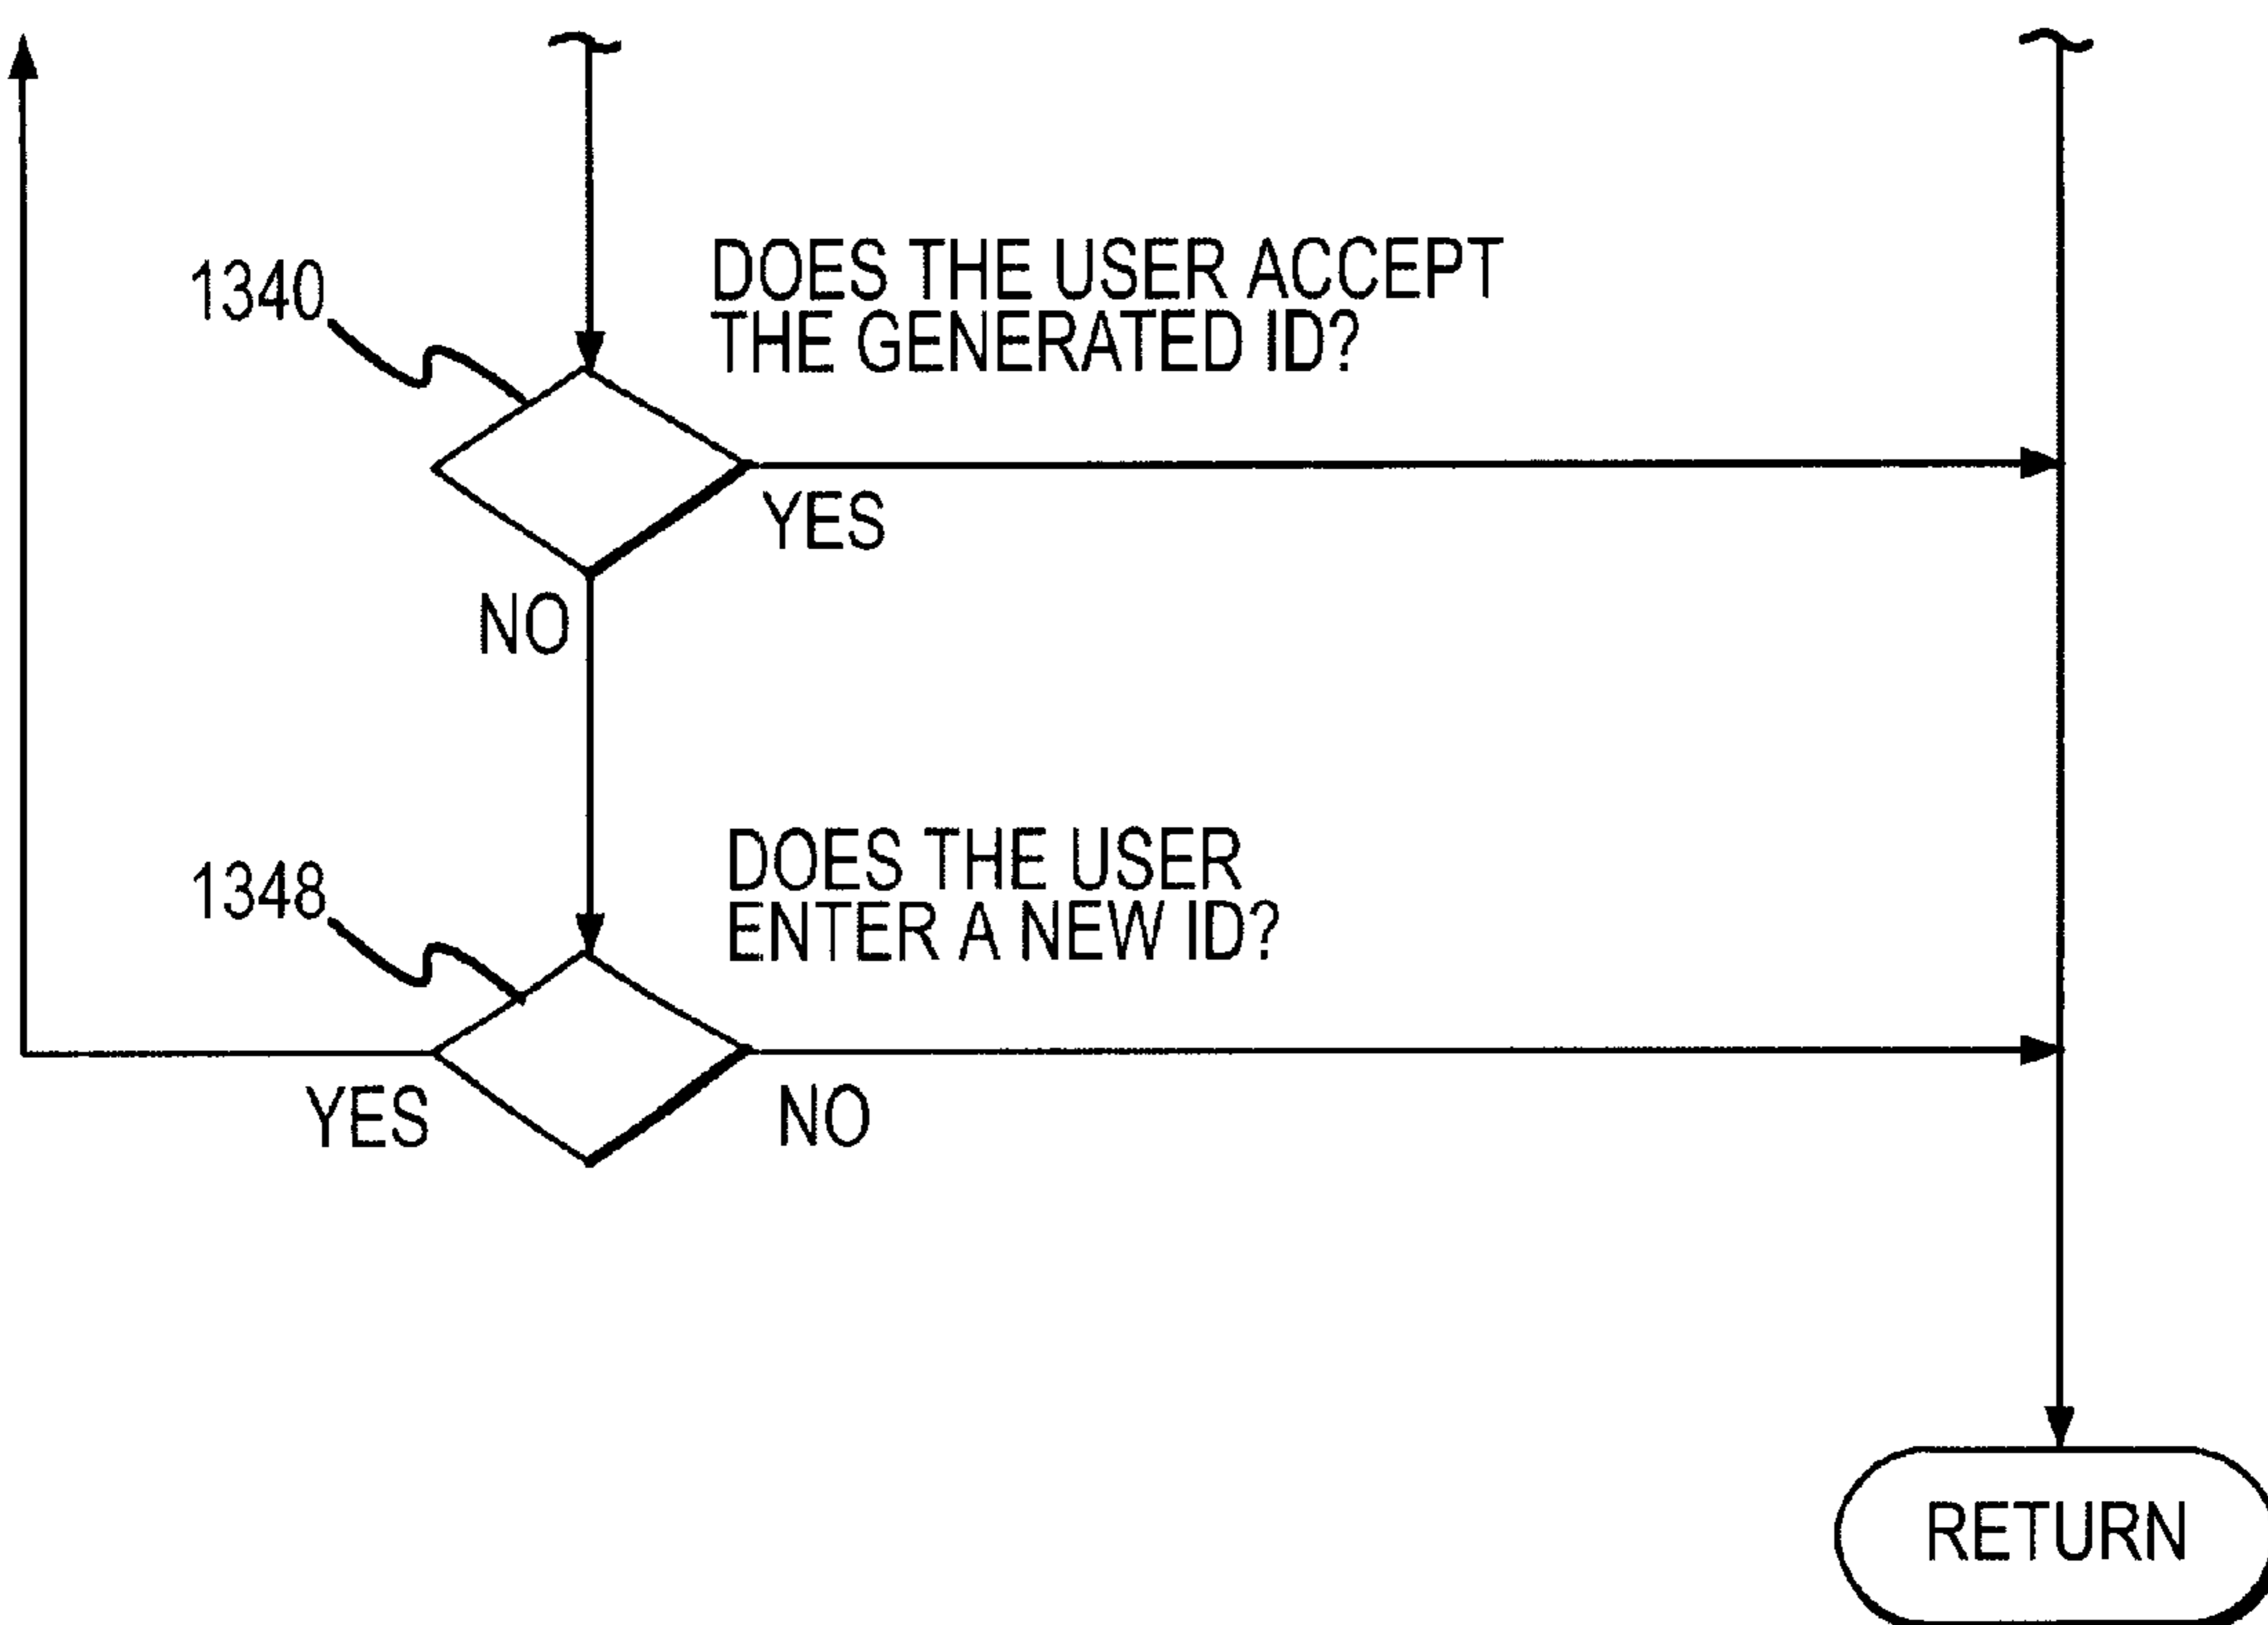 1340
DOES THE USER ACCEPT
THE GENERATED ID?
YES
NO
1348
DOES THE USER
ENTER A NEW ID?
YES
NO
RETURN